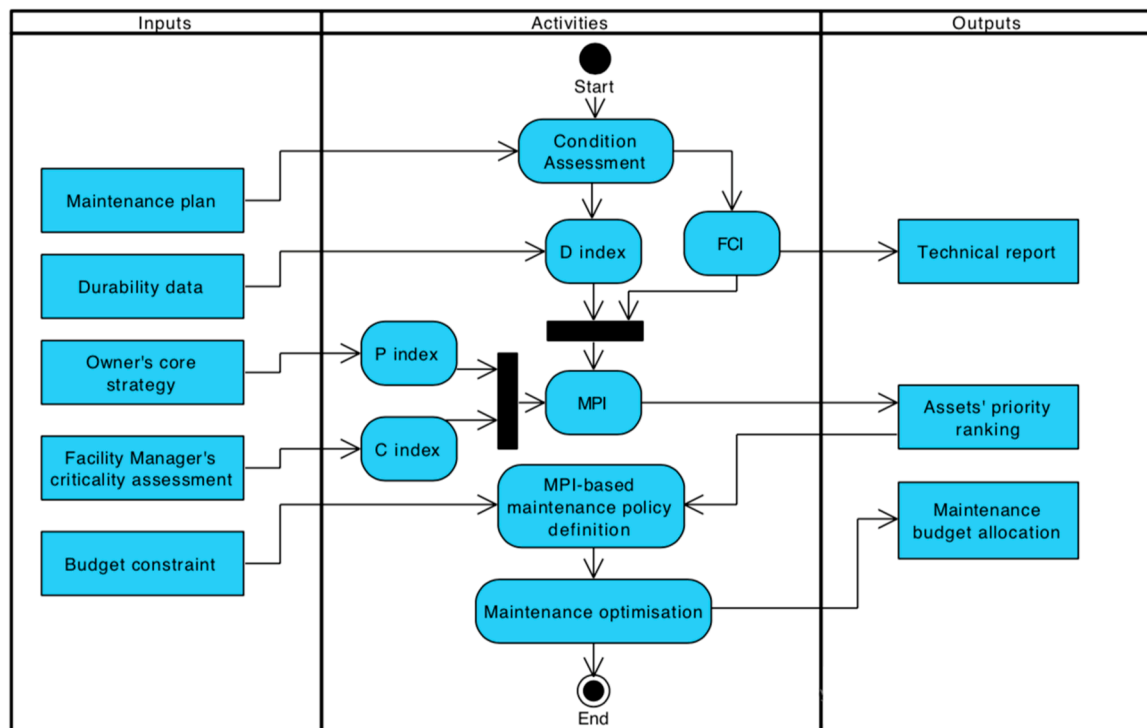 Inputs
Activities
Outputs
Start
Condition
Assessment
Maintenance plan
D index
FCI
Technical report
Durability data
Owner's core
strategy
P index
MPI
Assets' priority
ranking
Facility Manager's
criticality assessment
C index
MPI-based
maintenance policy
definition
Maintenance
budget allocation
Budget constraint
Maintenance optimisation
End